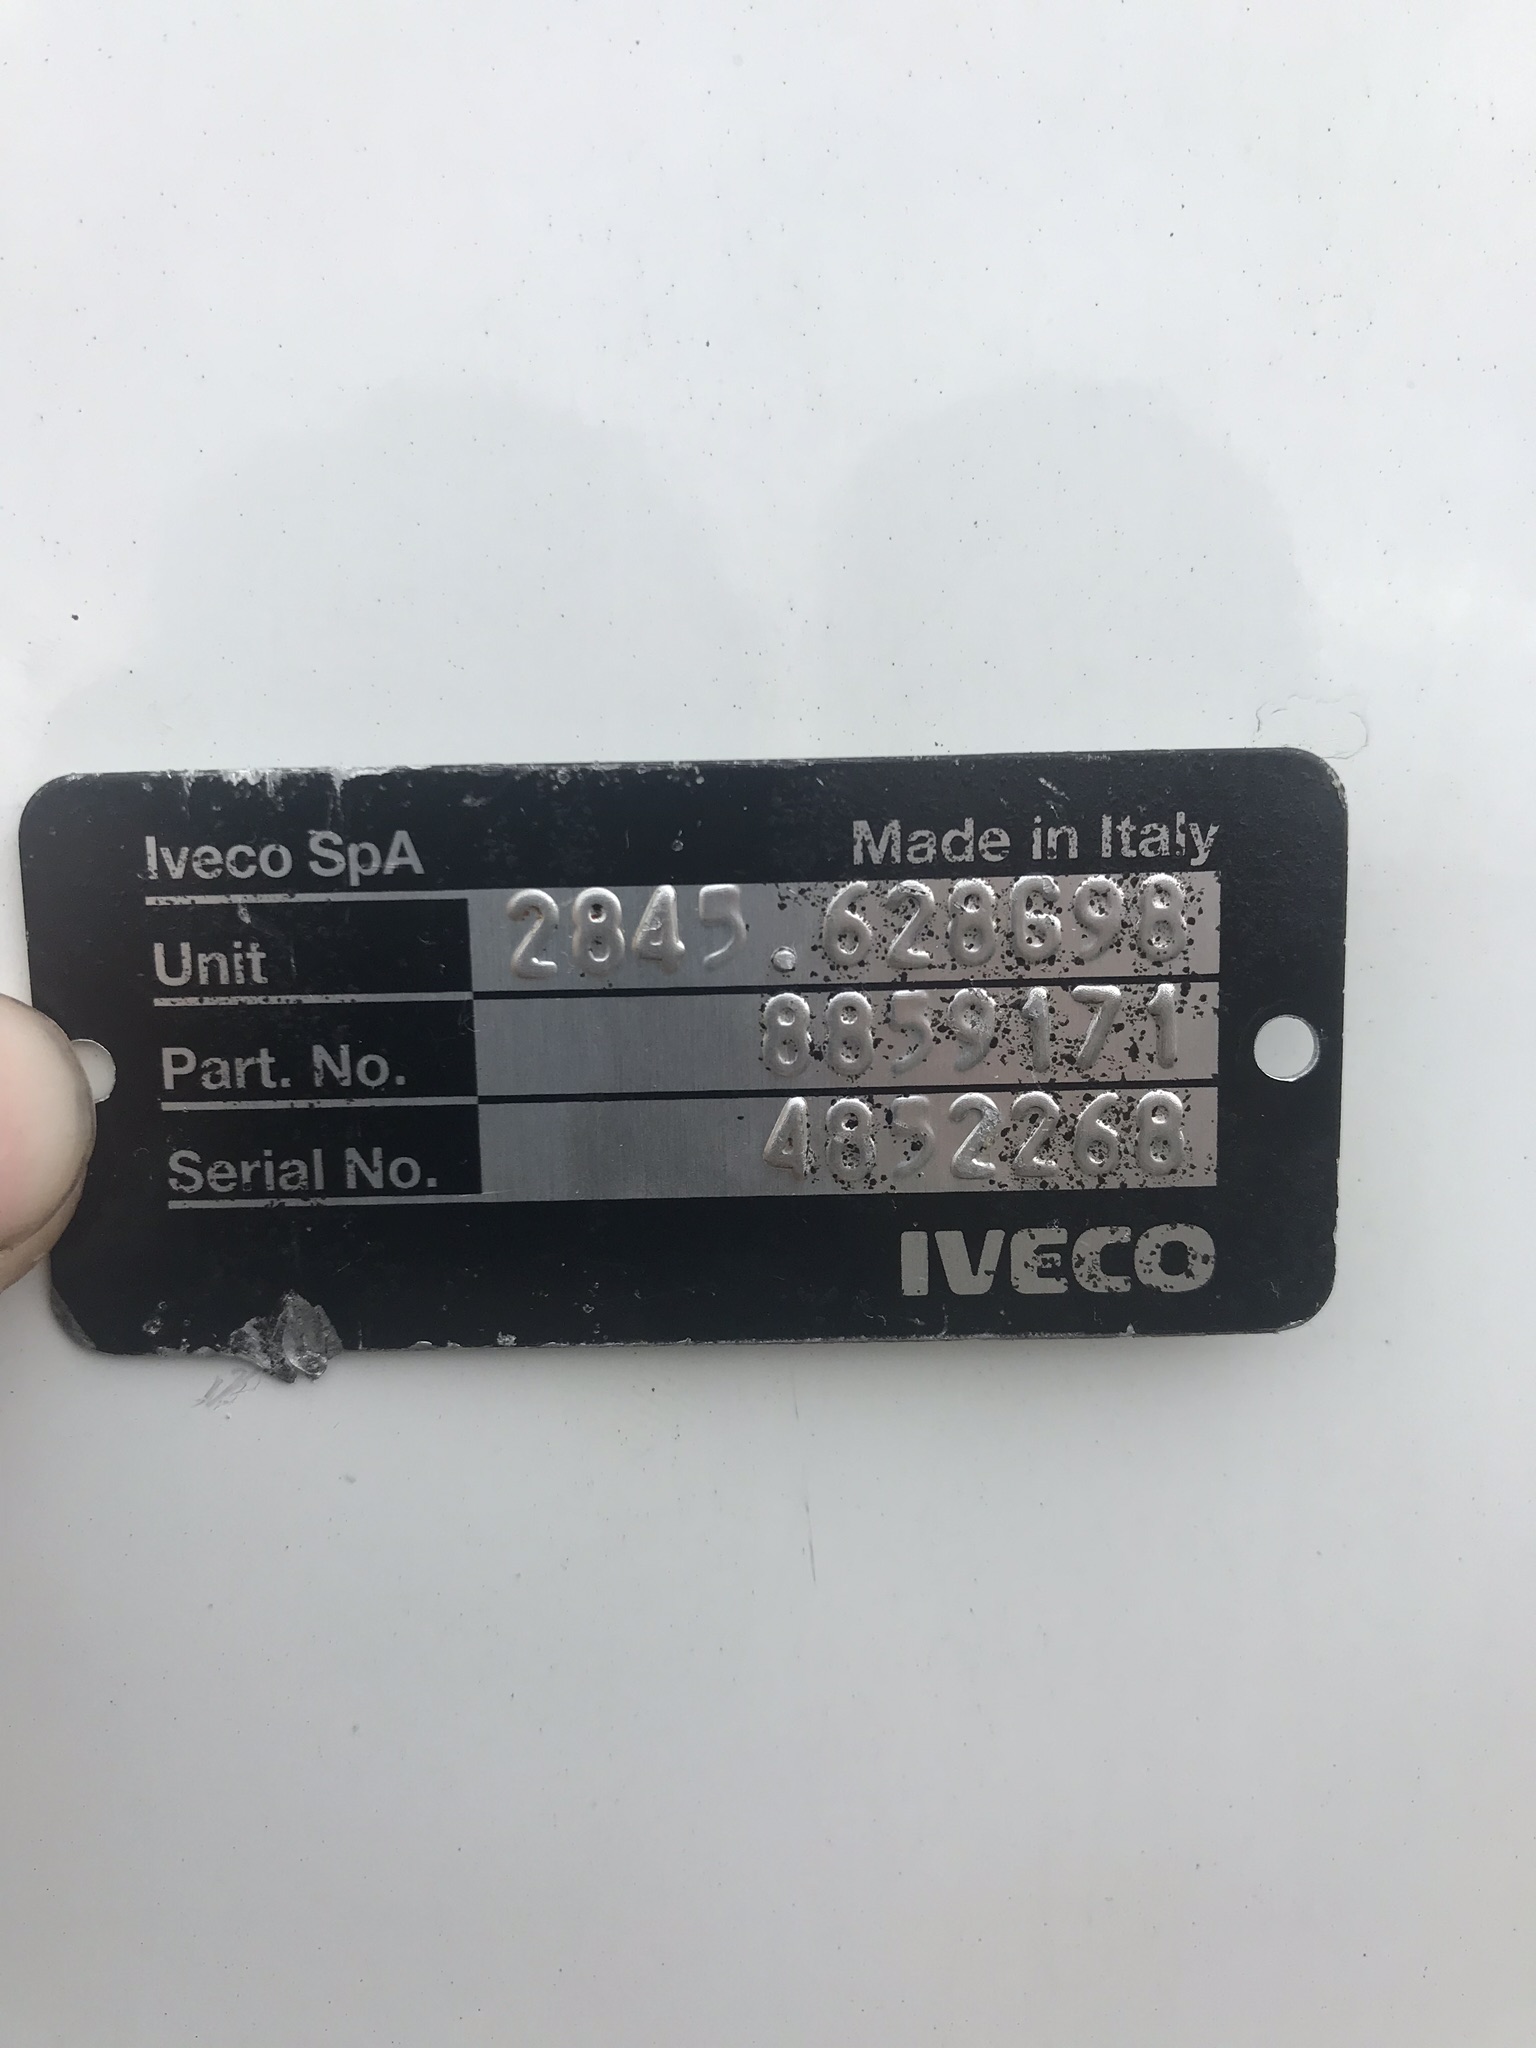 Iveco SpA Made in Italy
Unit 2845.628698
Part. No. 8859171
Serial No. 4852268
IVECO